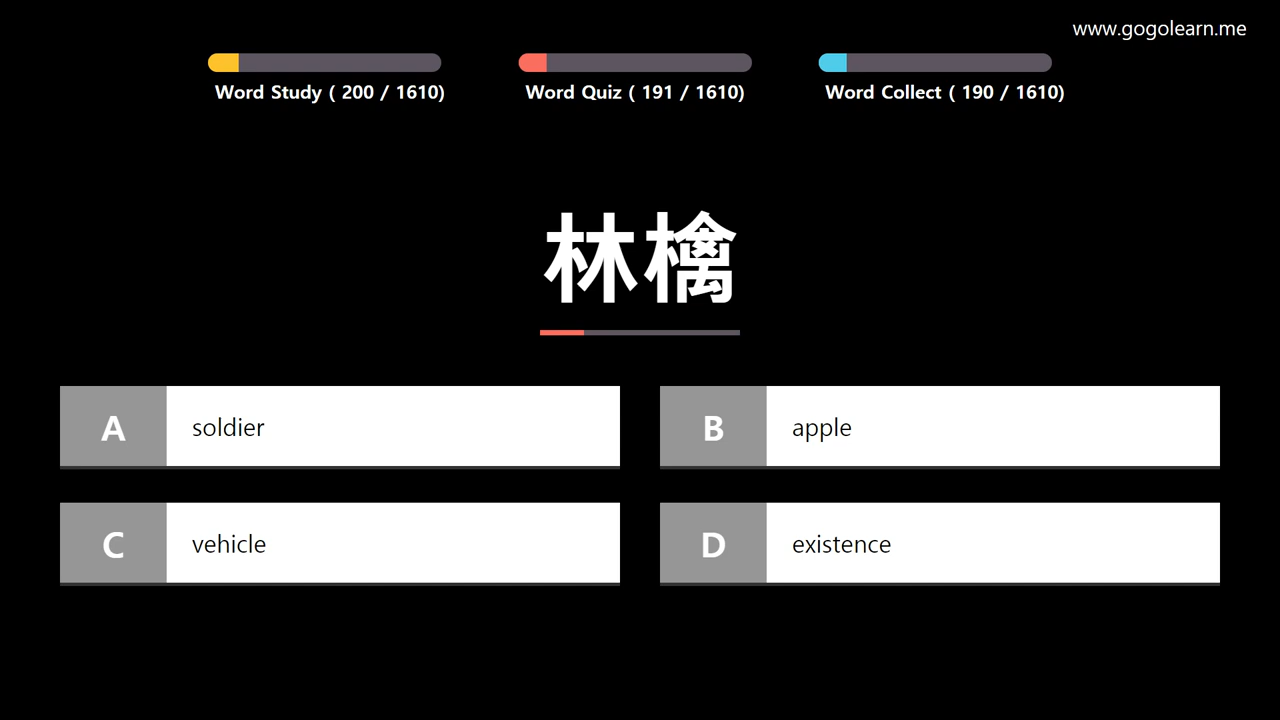 www.gogolearn.me
Word Study ( 200 / 1610)
Word Quiz ( 191 / 1610)
Word Collect ( 190 / 1610)
林檎
A soldier
B apple
C vehicle
D existence